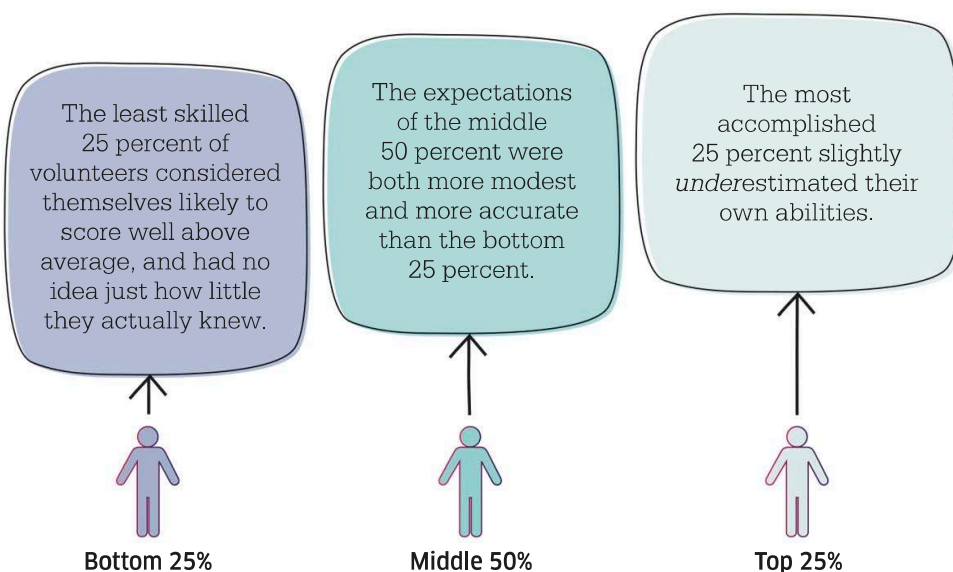 The least skilled
25 percent of
volunteers considered
themselves likely to
score well above
average, and had no
idea just how little
they actually knew.
The expectations
of the middle
50 percent were
both more modest
and more accurate
than the bottom
25 percent.
The most
accomplished
25 percent slightly
underestimated their
own abilities.
Bottom 25%
Middle 50%
Top 25%